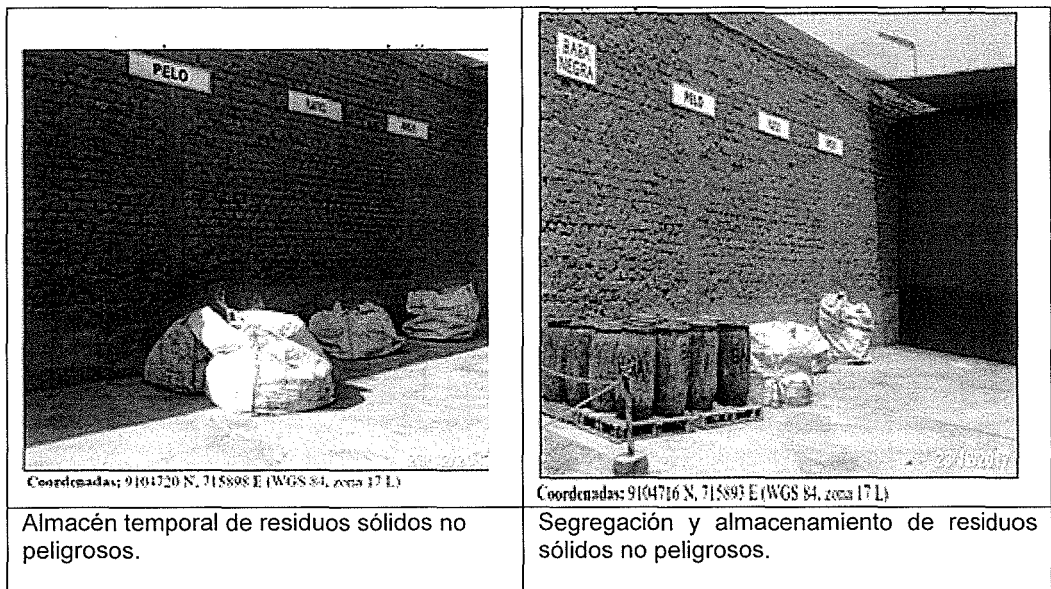 PELO
Coordenadas: 9104720 N, 715898 E (WGS 84, zona 17 L)
Almacén temporal de residuos sólidos no
peligrosos.
BABA
NEGRA
PELO
Coordenadas: 9104716 N, 715893 E (WGS 84, zona 17 L)
Segregación y almacenamiento de residuos
sólidos no peligrosos.